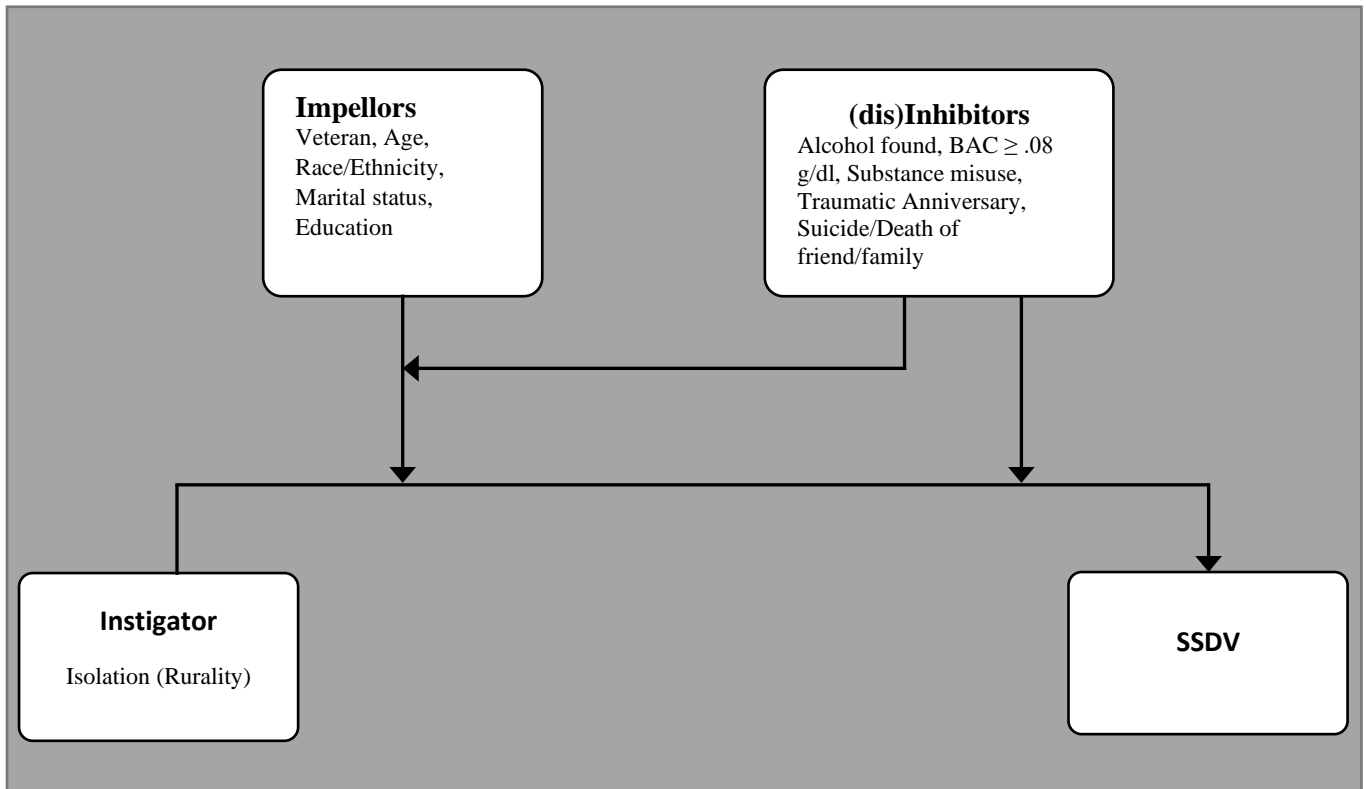 Impellors
Veteran, Age,
Race/Ethnicity,
Marital status,
Education
(dis)Inhibitors
Alcohol found, BAC ≥ .08
g/dl, Substance misuse,
Traumatic Anniversary,
Suicide/Death of
friend/family
Instigator
Isolation (Rurality)
SSDV